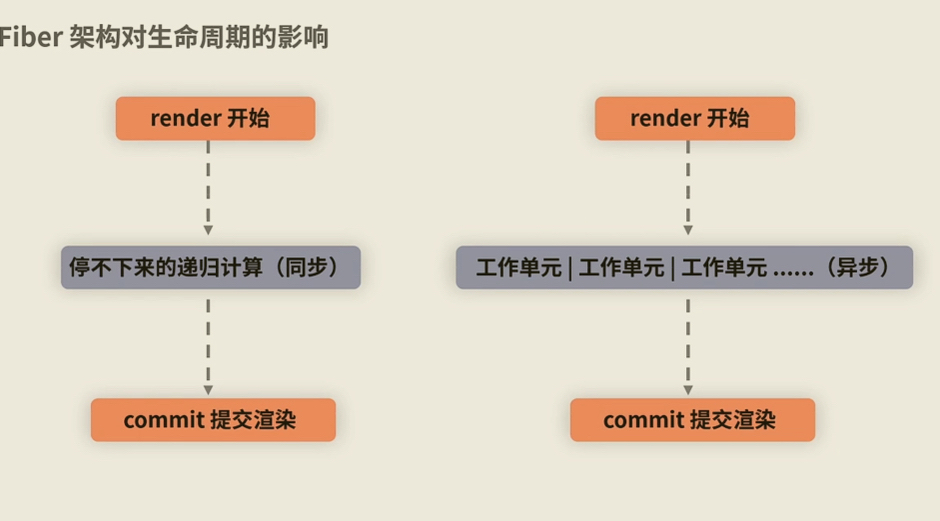 Fiber 架构对生命周期的影响
render 开始
render 开始
停不下来的递归计算（同步）
工作单元 | 工作单元 | 工作单元 ......（异步）
commit 提交渲染
commit 提交渲染